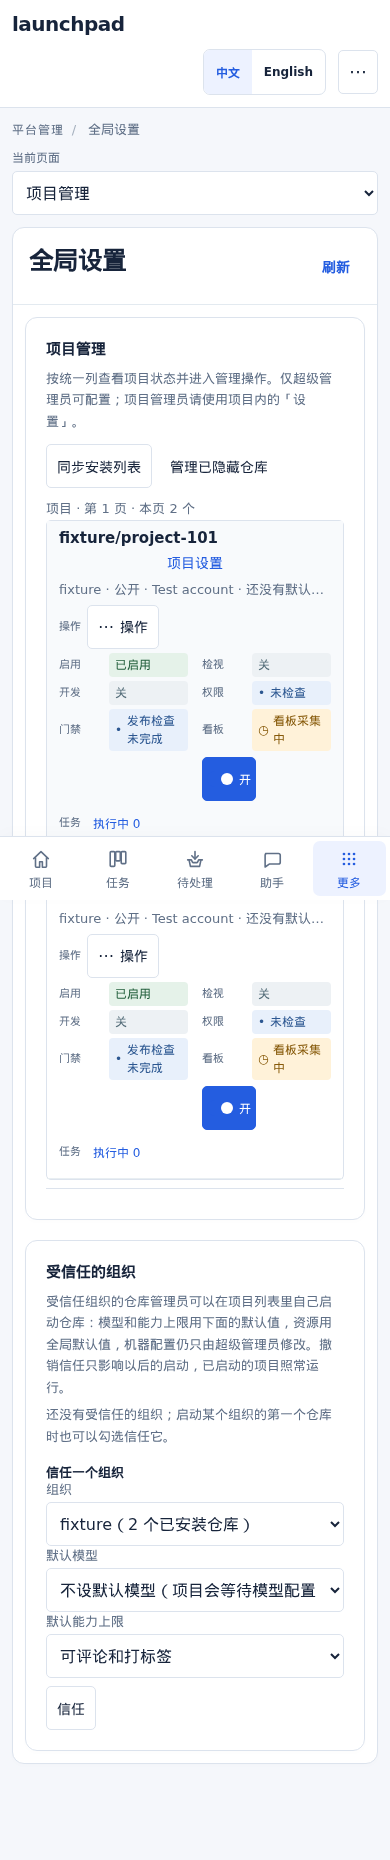 launchpad
中文 English ···
平台管理 / 全局设置
当前页面
项目管理
全局设置
刷新
项目管理
按统一列查看项目状态并进入管理操作。仅超级管
理员可配置；项目管理员请使用项目内的「设
置」。
同步安装列表 管理已隐藏仓库
项目 · 第 1 页 · 本页 2 个
fixture/project-101
项目设置
fixture · 公开 · Test account · 还没有默认…
操作 ··· 操作
启用 已启用 检视 关
开发 关 权限 • 未检查
门禁 • 发布检查 看板 ◷ 看板采集
未完成 中
开
任务 执行中 0
项目 任务 待处理 助手 更多
fixture · 公开 · Test account · 还没有默认…
操作 ··· 操作
启用 已启用 检视 关
开发 关 权限 • 未检查
门禁 • 发布检查 看板 ◷ 看板采集
未完成 中
开
任务 执行中 0
受信任的组织
受信任组织的仓库管理员可以在项目列表里自己启
动仓库：模型和能力上限用下面的默认值，资源用
全局默认值，机器配置仍只由超级管理员修改。撤
销信任只影响以后的启动，已启动的项目照常运
行。
还没有受信任的组织；启动某个组织的第一个仓库
时也可以勾选信任它。
信任一个组织
组织
fixture（2 个已安装仓库）
默认模型
不设默认模型（项目会等待模型配置
默认能力上限
可评论和打标签
信任